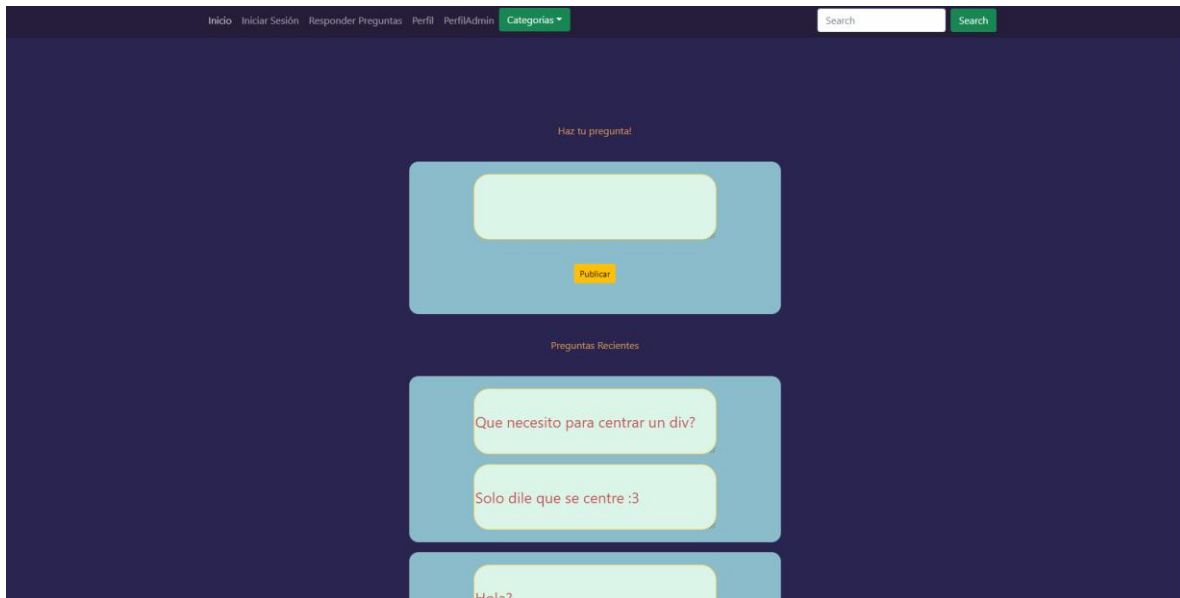 Inicio Iniciar Sesión Responder Preguntas Perfil PerfilAdmin Categorias Search Search
Haz tu pregunta!
Publicar
Preguntas Recientes
Que necesito para centrar un div?
Solo dile que se centre :3